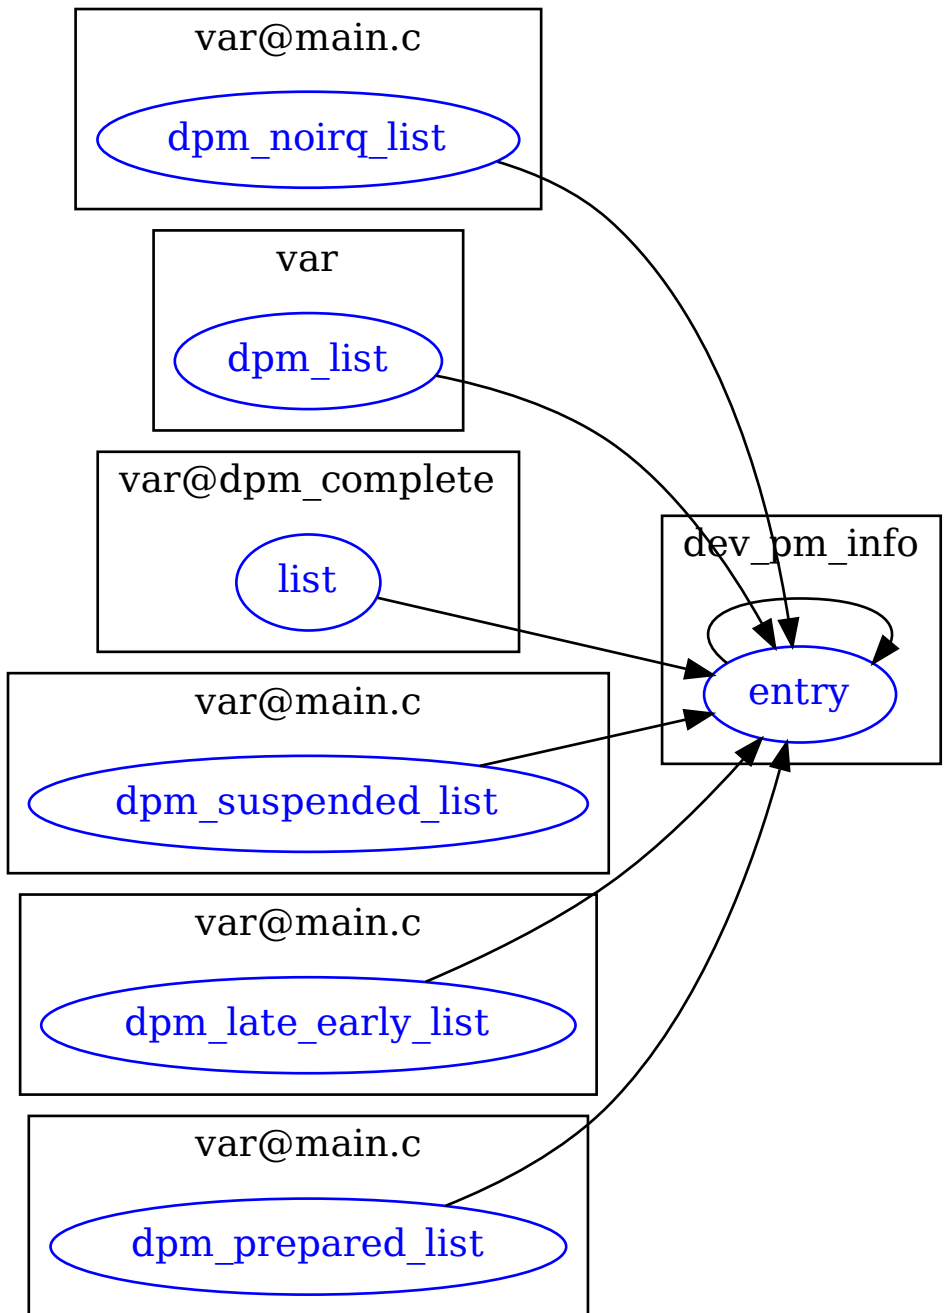 var@main.c
dpm_noirq_list
var
dpm_list
var@dpm_complete
list
dev_pm_info
entry
var@main.c
dpm_suspended_list
var@main.c
dpm_late_early_list
var@main.c
dpm_prepared_list